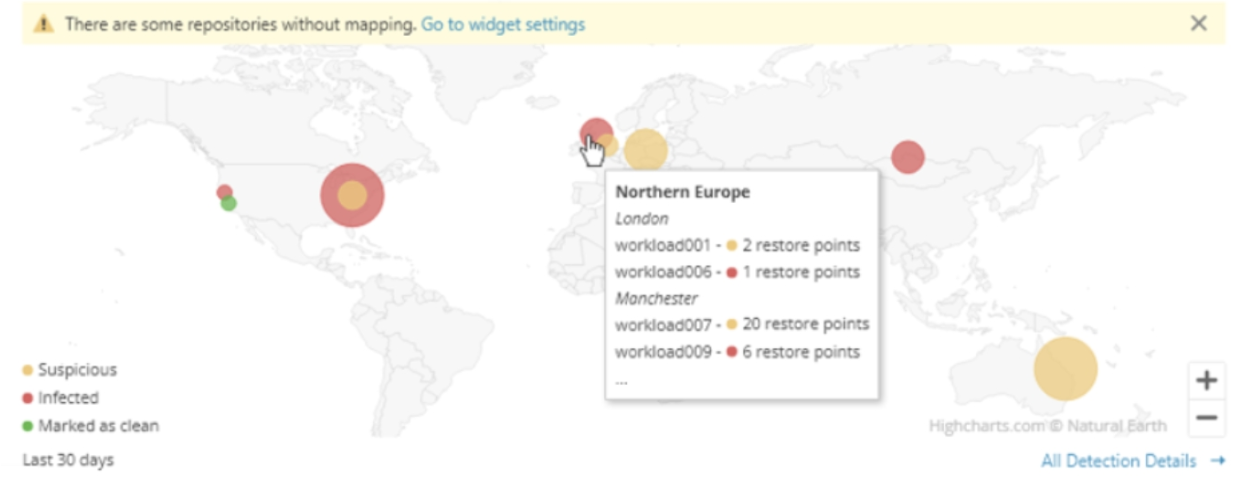 There are some repositories without mapping. Go to widget settings
Northern Europe
London
workload001 - 2 restore points
workload006 - 1 restore points
Manchester
workload007 - 20 restore points
workload009 - 6 restore points
...
Suspicious
Infected
Marked as clean
Highcharts.com © Natural Earth
Last 30 days
All Detection Details →